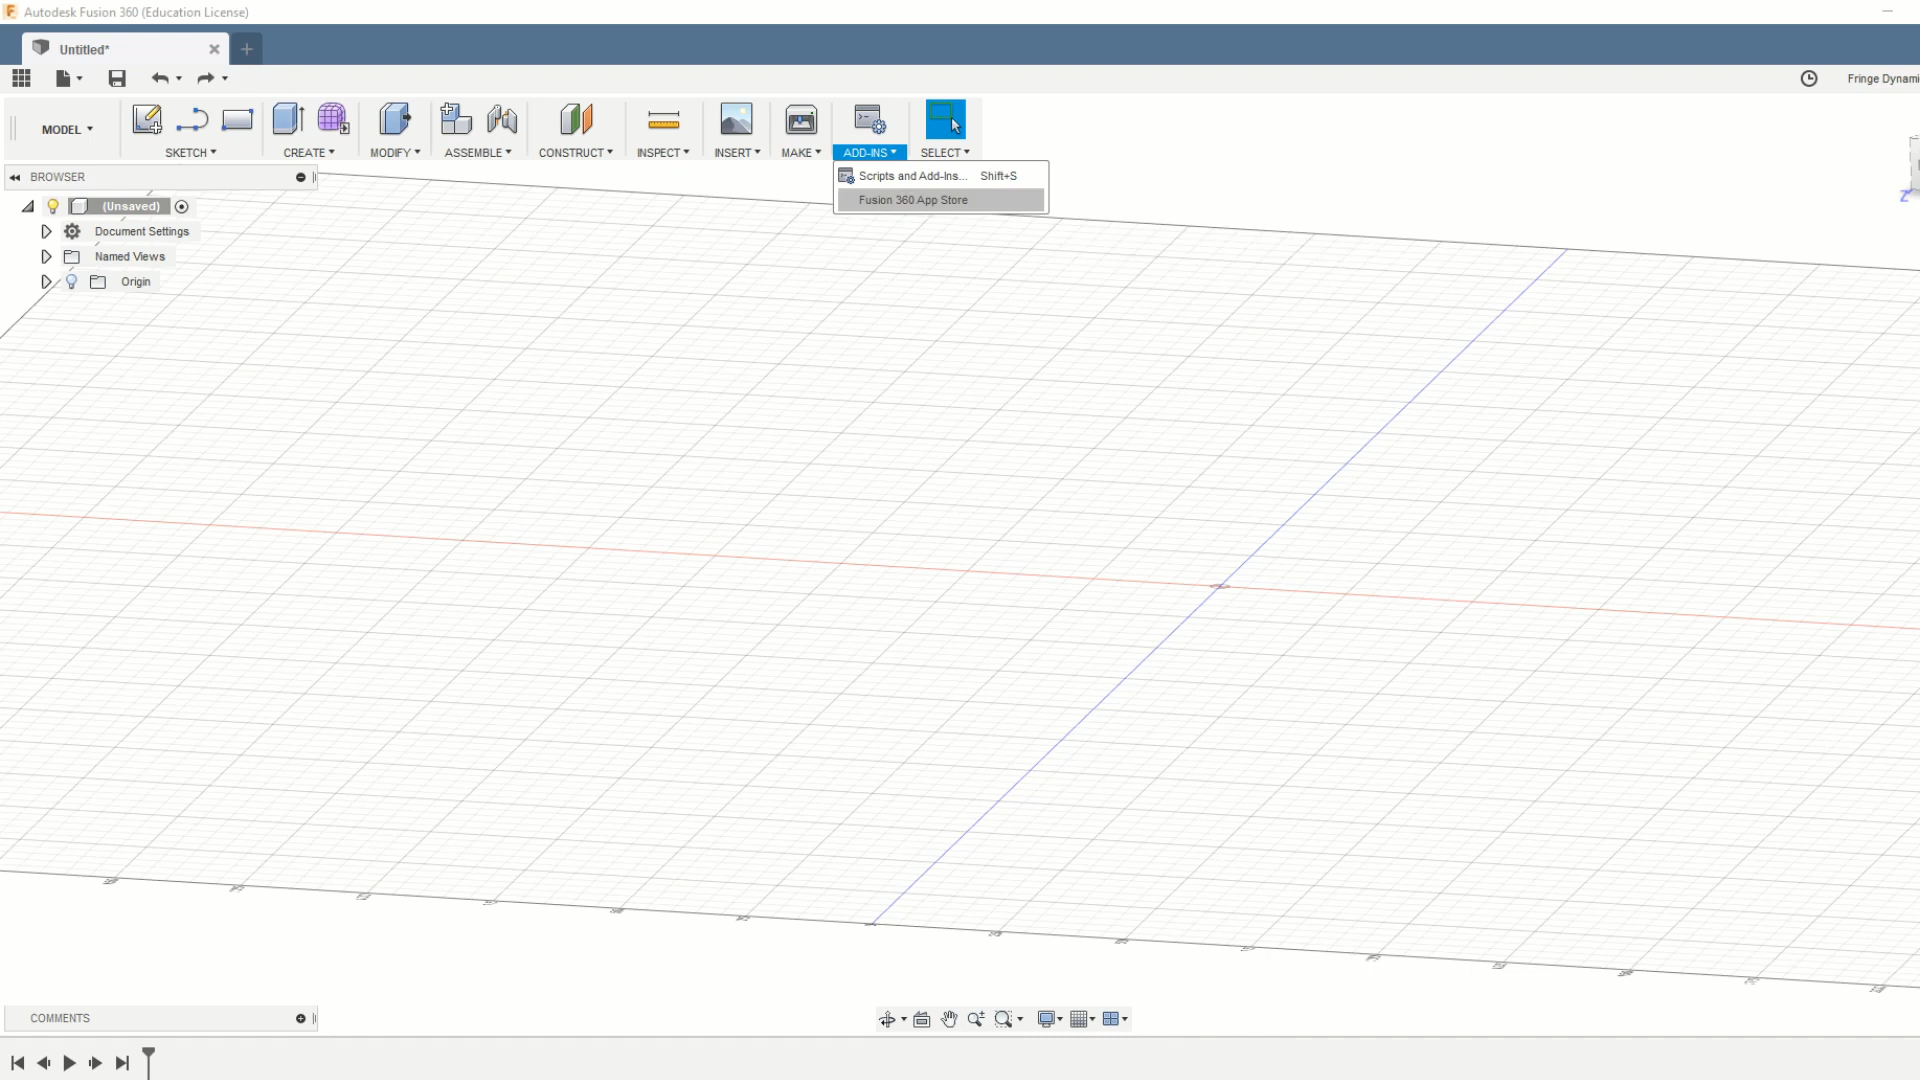 Autodesk Fusion 360 (Education License)
Untitled*
Fringe Dynami
MODEL
SKETCH
CREATE
MODIFY
ASSEMBLE
CONSTRUCT
INSPECT
INSERT
MAKE
ADD-INS
SELECT
BROWSER
Scripts and Add-Ins... Shift+S
Fusion 360 App Store
(Unsaved)
Document Settings
Named Views
Origin
Z
COMMENTS